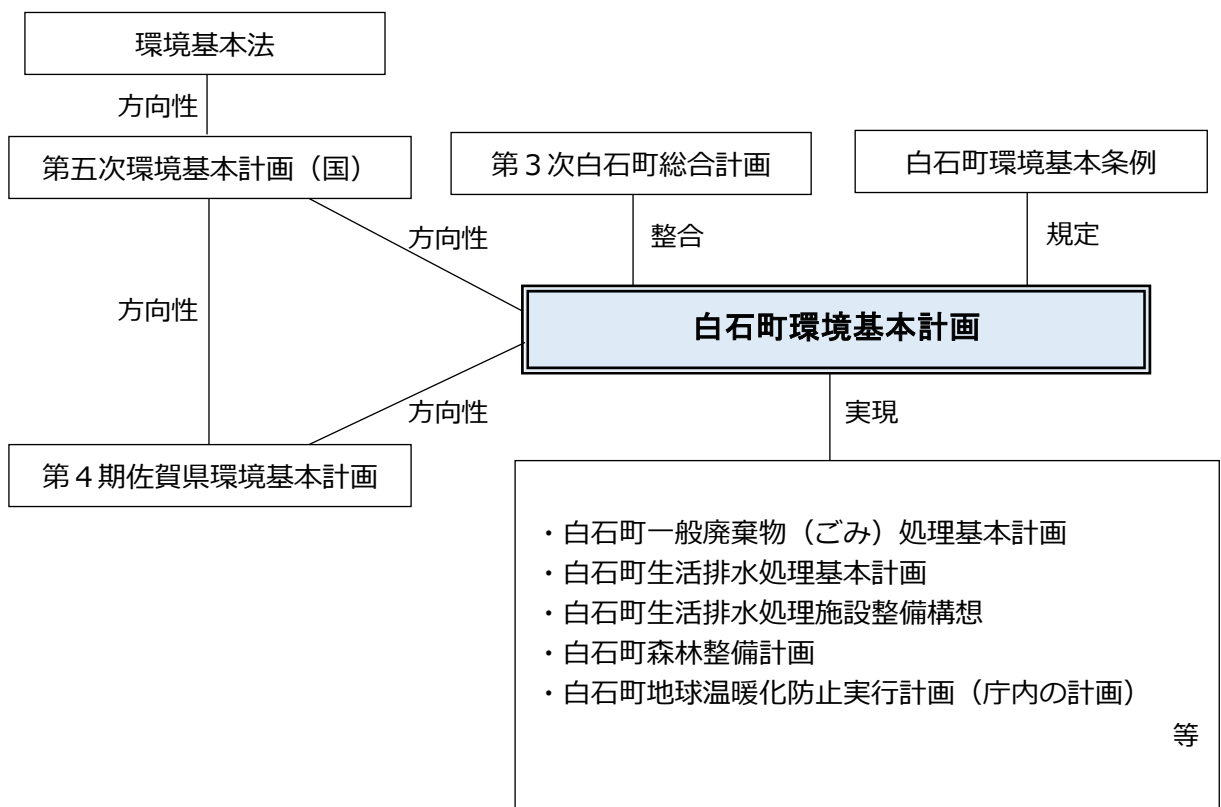 環境基本法
方向性
第五次環境基本計画（国）
第３次白石町総合計画
白石町環境基本条例
方向性
整合
規定
方向性
白石町環境基本計画
方向性
実現
第４期佐賀県環境基本計画
・白石町一般廃棄物（ごみ）処理基本計画
・白石町生活排水処理基本計画
・白石町生活排水処理施設整備構想
・白石町森林整備計画
・白石町地球温暖化防止実行計画（庁内の計画）
等